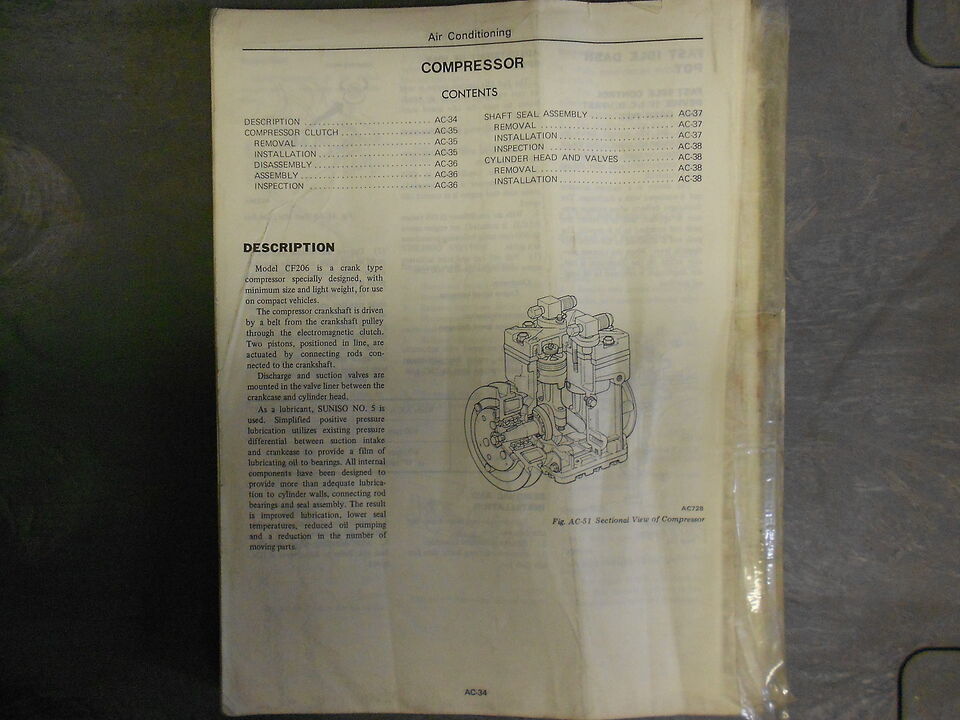 Air Conditioning
COMPRESSOR
CONTENTS
DESCRIPTION .......................... AC-34
COMPRESSOR CLUTCH .................. AC-35
REMOVAL ........................... AC-35
INSTALLATION ...................... AC-35
DISASSEMBLY ....................... AC-36
ASSEMBLY .......................... AC-36
INSPECTION ........................ AC-36
SHAFT SEAL ASSEMBLY ................ AC-37
REMOVAL ........................... AC-37
INSTALLATION ...................... AC-37
INSPECTION ........................ AC-38
CYLINDER HEAD AND VALVES ........... AC-38
REMOVAL ........................... AC-38
INSTALLATION ...................... AC-38
DESCRIPTION
Model CF206 is a crank type
compressor specially designed, with
minimum size and light weight, for use
on compact vehicles.
The compressor crankshaft is driven
by a belt from the crankshaft pulley
through the electromagnetic clutch.
Two pistons, positioned in line, are
actuated by connecting rods con-
nected to the crankshaft.
Discharge and suction valves are
mounted in the valve liner between the
crankcase and cylinder head.
As a lubricant, SUNISO NO. 5 is
used. Simplified positive pressure
lubrication utilizes existing pressure
differential between suction intake
and crankcase to provide a film of
lubricating oil to bearings. All internal
components have been designed to
provide more than adequate lubrica-
tion to cylinder walls, connecting rod
bearings and seal assembly. The result
is improved lubrication, lower seal
temperatures, reduced oil pumping
and a reduction in the number of
moving parts.
AC728
Fig. AC-51 Sectional View of Compressor
AC-34